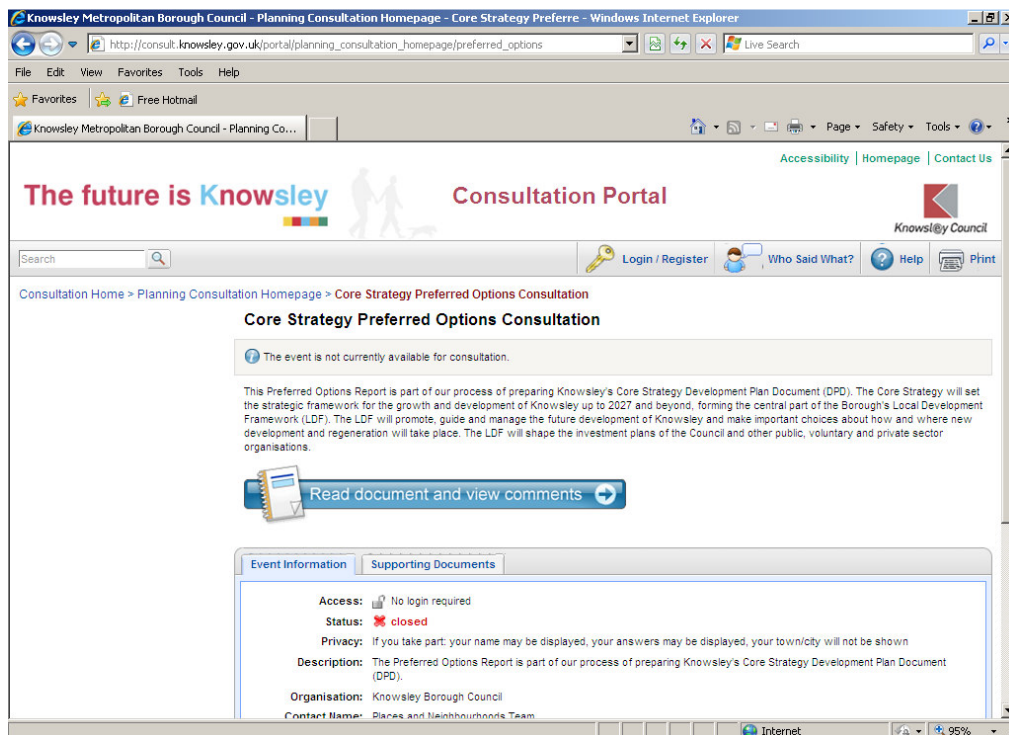 Knowsley Metropolitan Borough Council - Planning Consultation Homepage - Core Strategy Preferre - Windows Internet Explorer
http://consult.knowsley.gov.uk/portal/planning_consultation_homepage/preferred_options
Live Search
File Edit View Favorites Tools Help
Favorites Free Hotmail
Knowsley Metropolitan Borough Council - Planning Co...
Page Safety Tools
Accessibility | Homepage | Contact Us
The future is Knowsley
Consultation Portal
Knowsl@y Council
Search
Login / Register Who Said What? Help Print
Consultation Home > Planning Consultation Homepage > Core Strategy Preferred Options Consultation
Core Strategy Preferred Options Consultation
The event is not currently available for consultation.
This Preferred Options Report is part of our process of preparing Knowsley's Core Strategy Development Plan Document (DPD). The Core Strategy will set
the strategic framework for the growth and development of Knowsley up to 2027 and beyond, forming the central part of the Borough's Local Development
Framework (LDF). The LDF will promote, guide and manage the future development of Knowsley and make important choices about how and where new
development and regeneration will take place. The LDF will shape the investment plans of the Council and other public, voluntary and private sector
organisations.
Read document and view comments
Event Information Supporting Documents
Access: No login required
Status: closed
Privacy: If you take part: your name may be displayed, your answers may be displayed, your town/city will not be shown
Description: The Preferred Options Report is part of our process of preparing Knowsley's Core Strategy Development Plan Document
(DPD).
Organisation: Knowsley Borough Council
Contact Name: Places and Neighbourhoods Team
Internet 95%